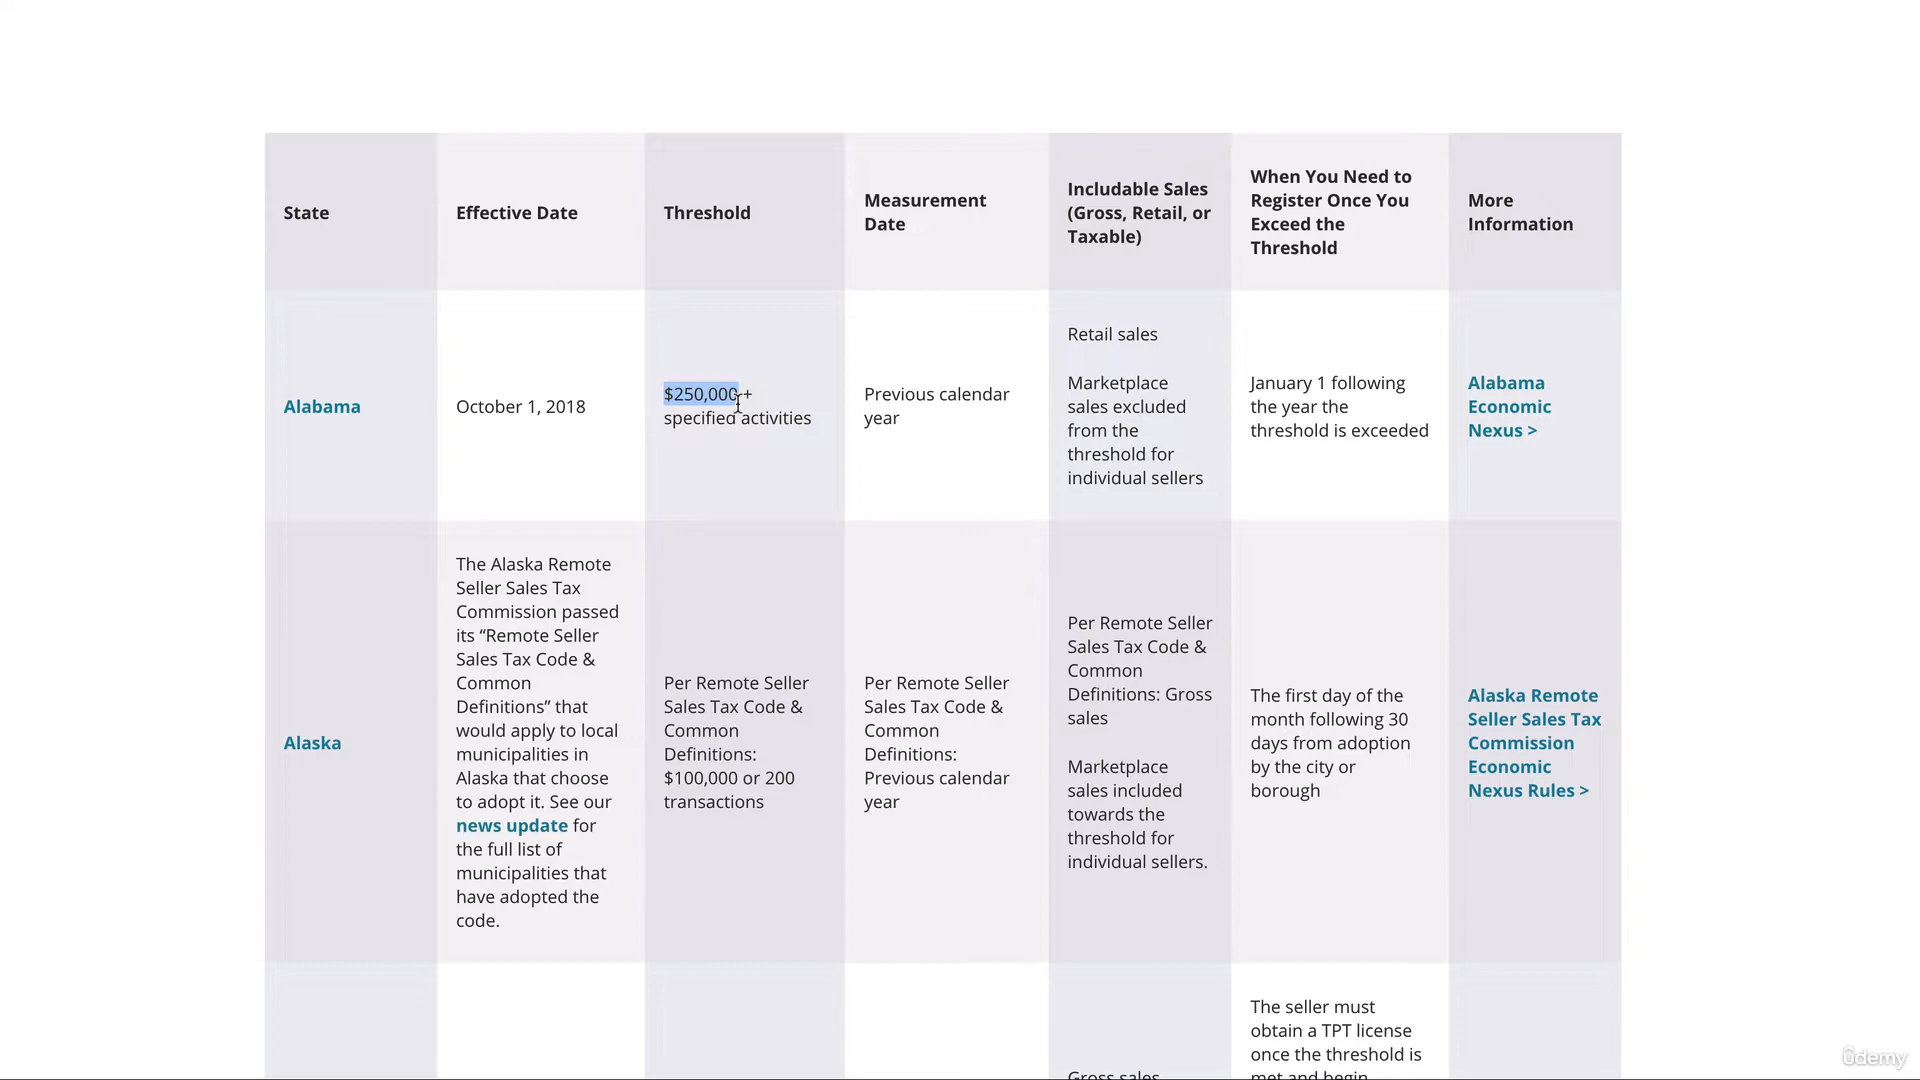 State
Effective Date
Threshold
Measurement
Date
Includable Sales
(Gross, Retail, or
Taxable)
When You Need to
Register Once You
Exceed the
Threshold
More
Information
Alabama
October 1, 2018
$250,000 +
specified activities
Previous calendar
year
Retail sales
Marketplace
sales excluded
from the
threshold for
individual sellers
January 1 following
the year the
threshold is exceeded
Alabama
Economic
Nexus >
Alaska
The Alaska Remote
Seller Sales Tax
Commission passed
its “Remote Seller
Sales Tax Code &
Common
Definitions” that
would apply to local
municipalities in
Alaska that choose
to adopt it. See our
news update for
the full list of
municipalities that
have adopted the
code.
Per Remote Seller
Sales Tax Code &
Common
Definitions:
$100,000 or 200
transactions
Per Remote Seller
Sales Tax Code &
Common
Definitions:
Previous calendar
year
Per Remote Seller
Sales Tax Code &
Common
Definitions: Gross
sales
Marketplace
sales included
towards the
threshold for
individual sellers.
The first day of the
month following 30
days from adoption
by the city or
borough
Alaska Remote
Seller Sales Tax
Commission
Economic
Nexus Rules >
Gross sales
The seller must
obtain a TPT license
once the threshold is
met and begin
udemy